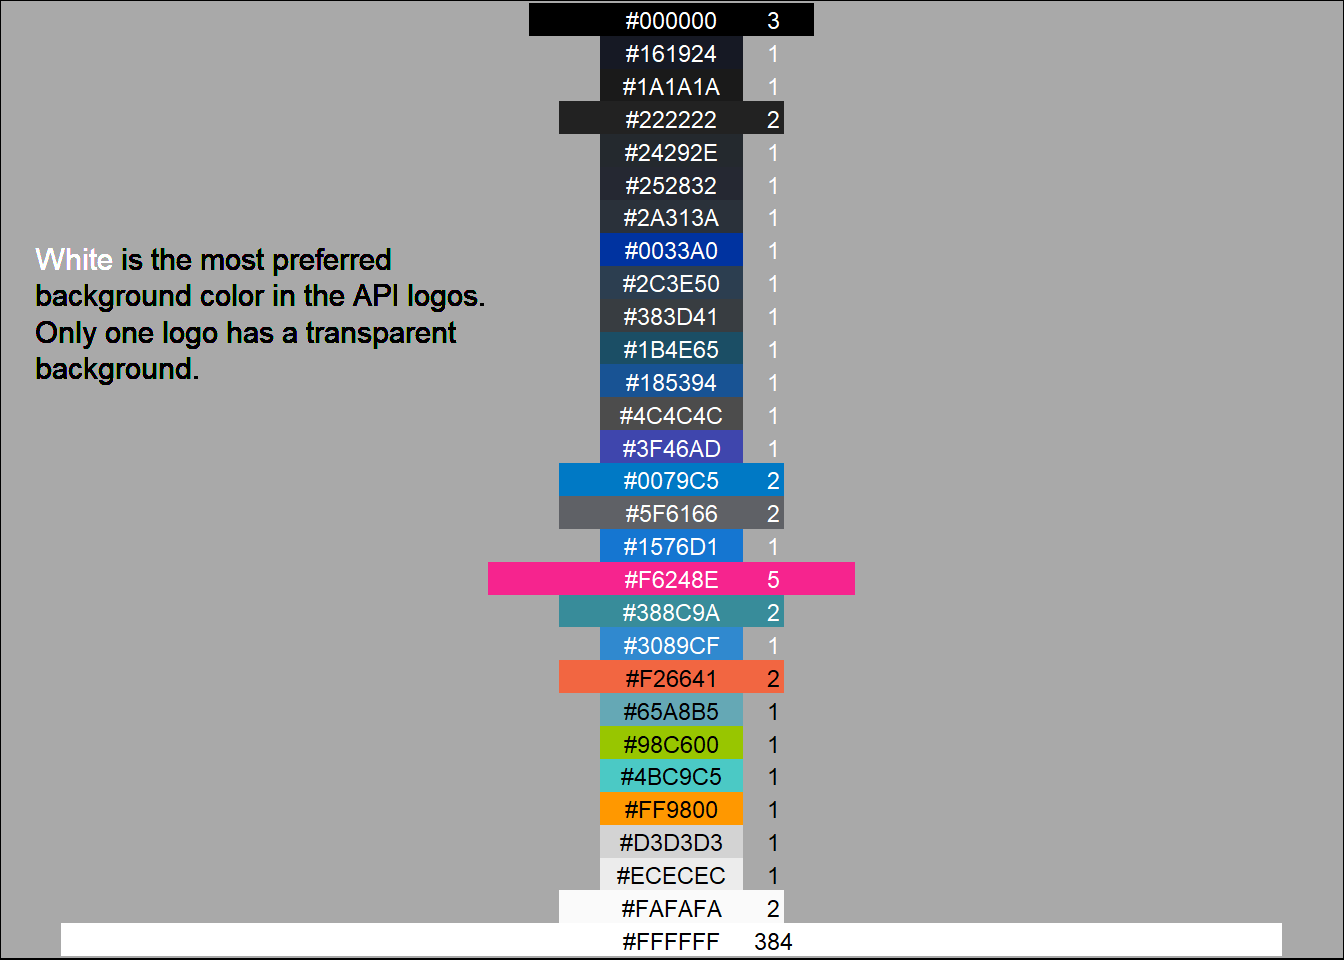 #000000 3
#161924 1
#1A1A1A 1
#222222 2
#24292E 1
#252832 1
#2A313A 1
#0033A0 1
#2C3E50 1
#383D41 1
#1B4E65 1
#185394 1
#4C4C4C 1
#3F46AD 1
#0079C5 2
#5F6166 2
#1576D1 1
#F6248E 5
#388C9A 2
#3089CF 1
#F26641 2
#65A8B5 1
#98C600 1
#4BC9C5 1
#FF9800 1
#D3D3D3 1
#ECECEC 1
#FAFAFA 2
#FFFFFF 384
White is the most preferred
background color in the API logos.
Only one logo has a transparent
background.